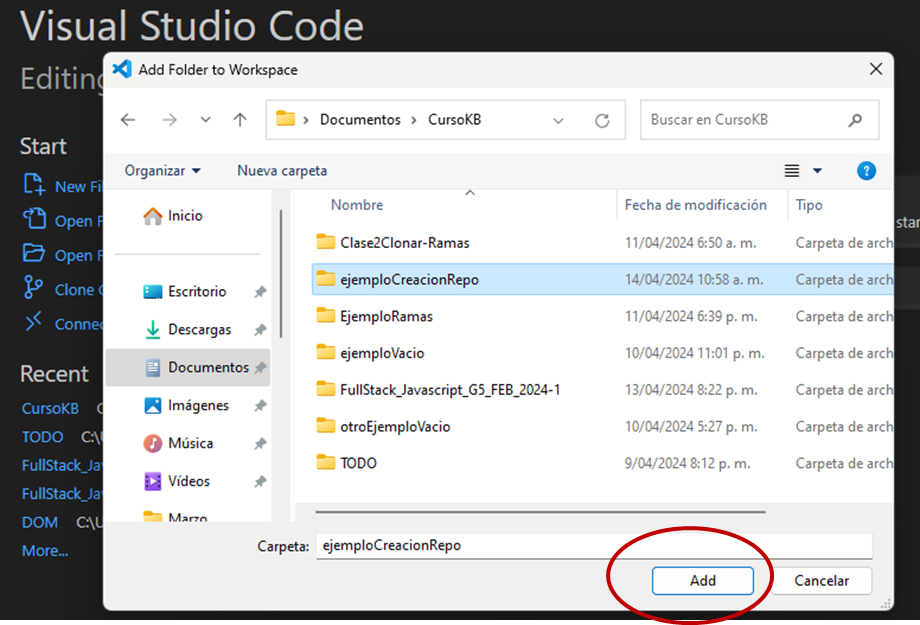 Visual Studio Code
Editing
Start
New Fi
Open F
Open F
Clone
Connec
Recent
CursoKB
TODO C:\U
FullStack_Ja
FullStack_Ja
DOM C:\U
More...
star
Add Folder to Workspace
Documentos > CursoKB
Buscar en CursoKB
Organizar Nueva carpeta
?
Inicio
Escritorio
Descargas
Documentos
Imágenes
Música
Vídeos
Marzo
Nombre Fecha de modificación Tipo
Clase2Clonar-Ramas 11/04/2024 6:50 a. m. Carpeta de arch
ejemploCreacionRepo 14/04/2024 10:58 a. m. Carpeta de arch
EjemploRamas 11/04/2024 6:39 p. m. Carpeta de arch
ejemploVacio 10/04/2024 11:01 p. m. Carpeta de arch
FullStack_Javascript_G5_FEB_2024-1 13/04/2024 8:22 p. m. Carpeta de arch
otroEjemploVacio 10/04/2024 5:27 p. m. Carpeta de arch
TODO 9/04/2024 8:12 p. m. Carpeta de arch
Carpeta: ejemploCreacionRepo
Add Cancelar